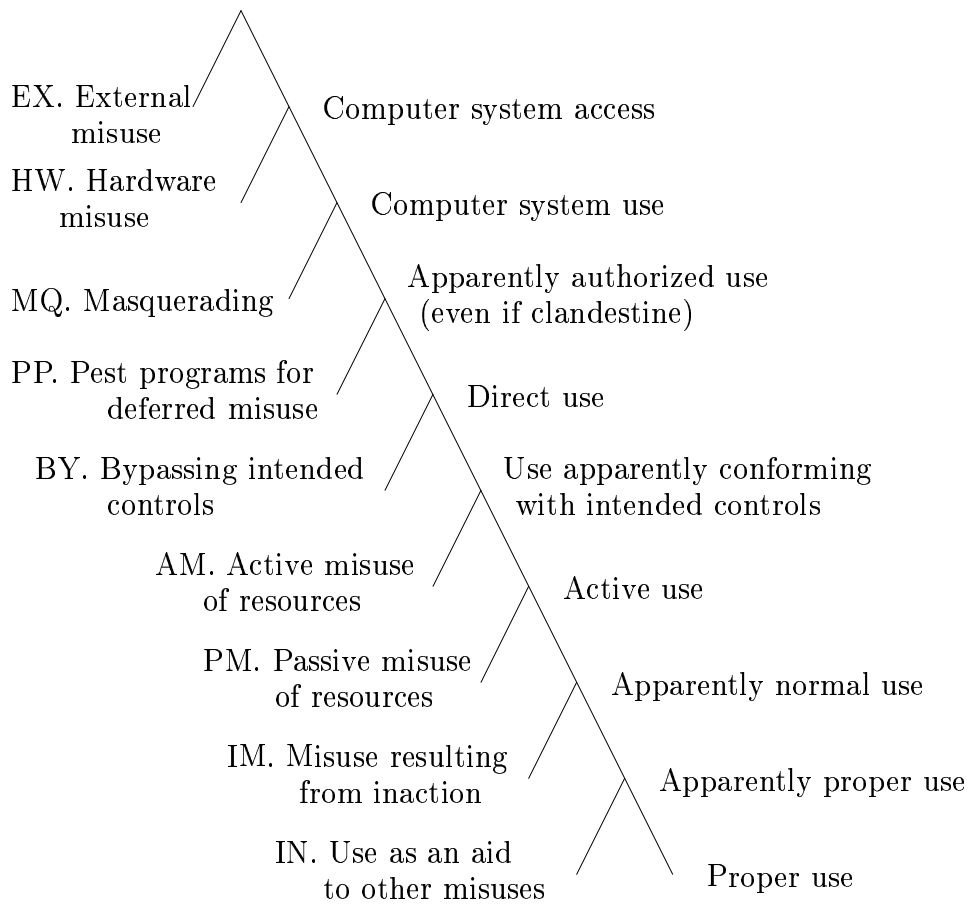 EX. External
misuse
Computer system access
HW. Hardware
misuse
Computer system use
MQ. Masquerading
Apparently authorized use
(even if clandestine)
PP. Pest programs for
deferred misuse
Direct use
BY. Bypassing intended
controls
Use apparently conforming
with intended controls
AM. Active misuse
of resources
Active use
PM. Passive misuse
of resources
Apparently normal use
IM. Misuse resulting
from inaction
Apparently proper use
IN. Use as an aid
to other misuses
Proper use